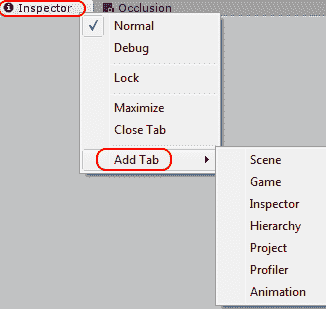 Inspector
Occlusion
Normal
Debug
Lock
Maximize
Close Tab
Add Tab
Scene
Game
Inspector
Hierarchy
Project
Profiler
Animation